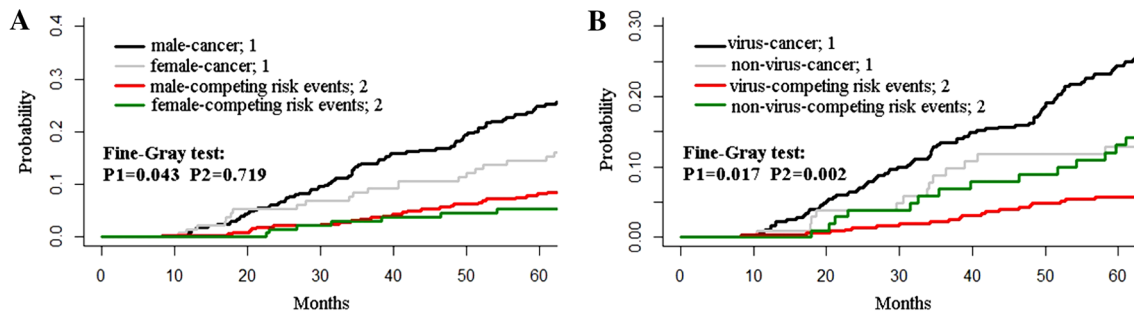 A
0.4
0.3
0.2
0.1
0.0
Probability
male-cancer; 1
female-cancer; 1
male-competing risk events; 2
female-competing risk events; 2
Fine-Gray test:
P1=0.043 P2=0.719
0 10 20 30 40 50 60
Months
B
0.30
0.20
0.10
0.00
Probability
virus-cancer; 1
non-virus-cancer; 1
virus-competing risk events; 2
non-virus-competing risk events; 2
Fine-Gray test:
P1=0.017 P2=0.002
0 10 20 30 40 50 60
Months